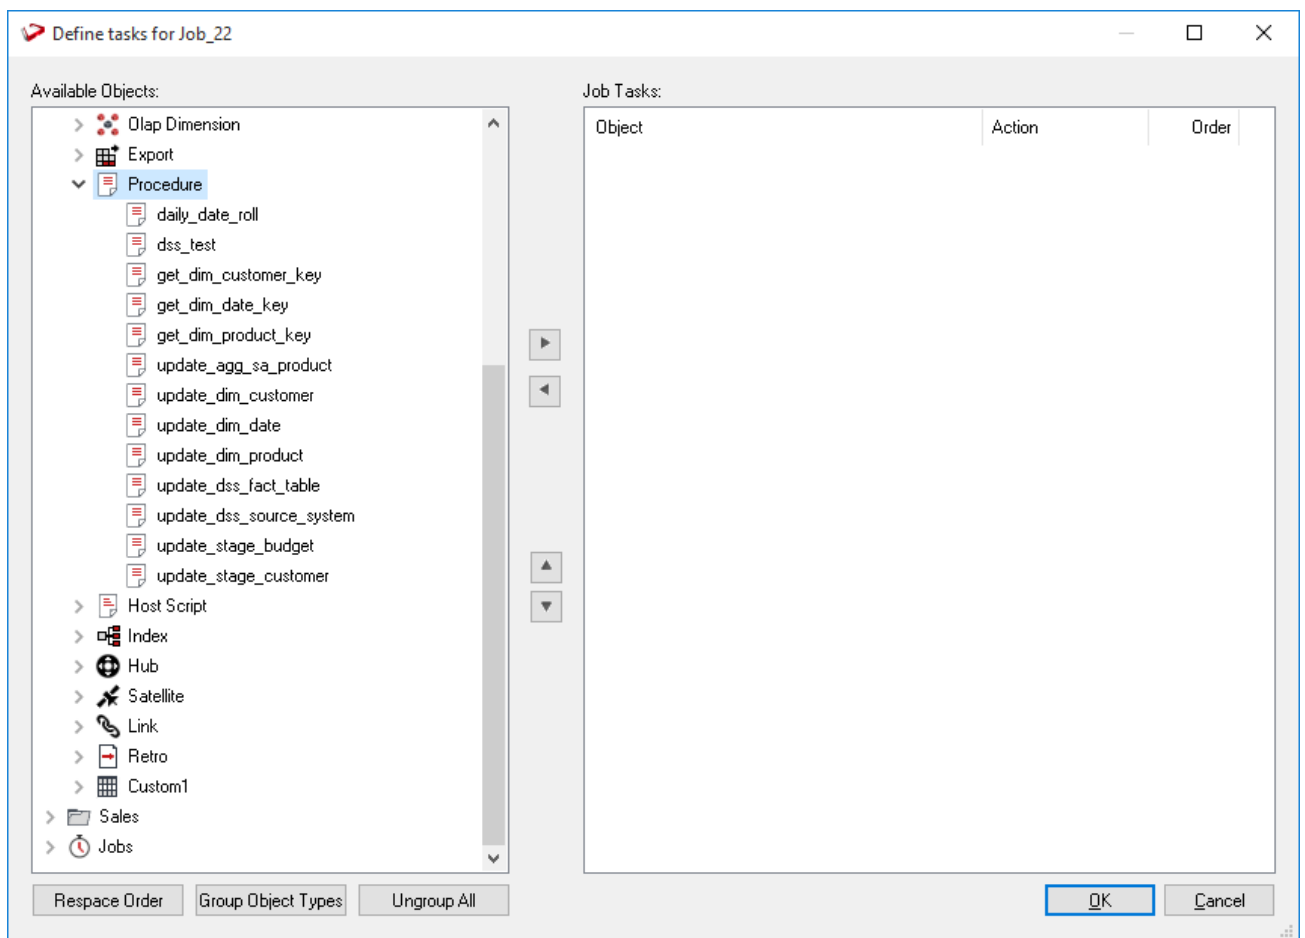 Define tasks for Job_22
Available Objects:
Job Tasks:
Olap Dimension
Export
Procedure
daily_date_roll
dss_test
get_dim_customer_key
get_dim_date_key
get_dim_product_key
update_agg_sa_product
update_dim_customer
update_dim_date
update_dim_product
update_dss_fact_table
update_dss_source_system
update_stage_budget
update_stage_customer
Host Script
Index
Hub
Satellite
Link
Retro
Custom1
Sales
Jobs
Object Action Order
Respace Order Group Object Types Ungroup All
OK Cancel